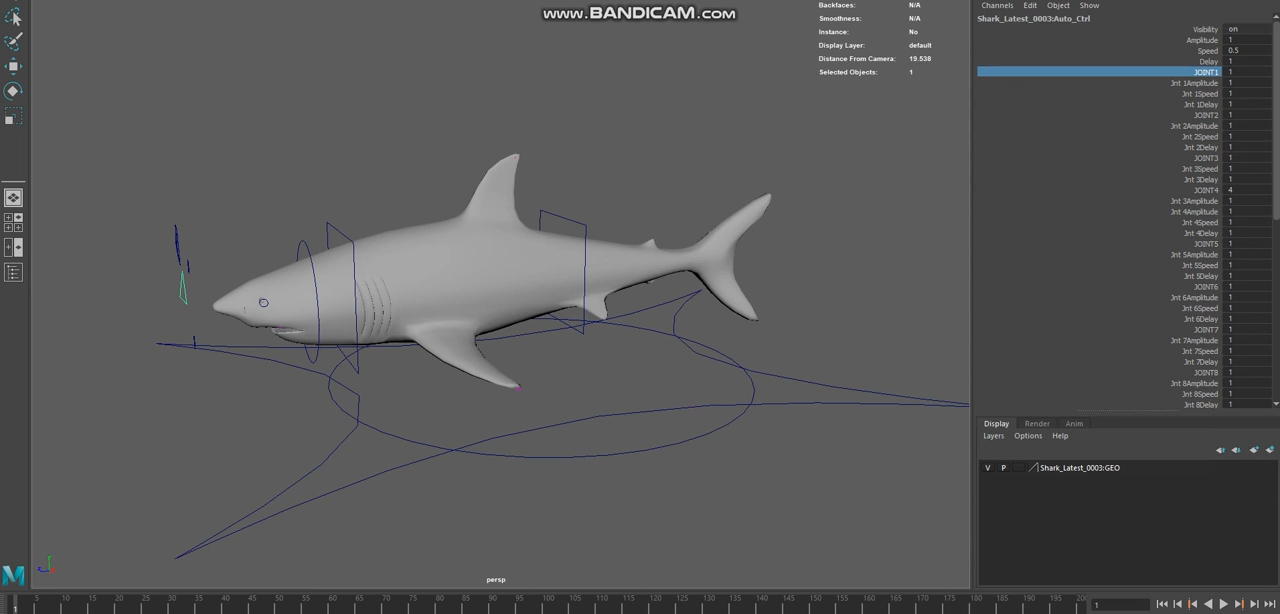 www.BANDICAM.com
Backfaces: N/A
Smoothness: N/A
Instance: No
Display Layer: default
Distance From Camera: 19.538
Selected Objects: 1
Channels Edit Object Show
Shark_Latest_0003:Auto_Ctrl
Visibility on
Amplitude 1
Speed 0.5
Delay 1
JOINT1 1
Jnt 1Amplitude 1
Jnt 1Speed 1
Jnt 1Delay 1
JOINT2 1
Jnt 2Amplitude 1
Jnt 2Speed 1
Jnt 2Delay 1
JOINT3 1
Jnt 3Speed 1
Jnt 3Delay 1
JOINT4 4
Jnt 3Amplitude 1
Jnt 4Amplitude 1
Jnt 4Speed 1
Jnt 4Delay 1
JOINT5 1
Jnt 5Amplitude 1
Jnt 5Speed 1
Jnt 5Delay 1
JOINT6 1
Jnt 6Amplitude 1
Jnt 6Speed 1
Jnt 6Delay 1
JOINT7 1
Jnt 7Amplitude 1
Jnt 7Speed 1
Jnt 7Delay 1
JOINT8 1
Jnt 8Amplitude 1
Jnt 8Speed 1
Jnt 8Delay 1
Display Render Anim
Layers Options Help
V P Shark_Latest_0003:GEO
persp
5 10 15 20 25 30 35 40 45 50 55 60 65 70 75 80 85 90 95 100 105 110 115 120 125 130 135 140 145 150 155 160 165 170 175 180 185 190 195 200
1 1